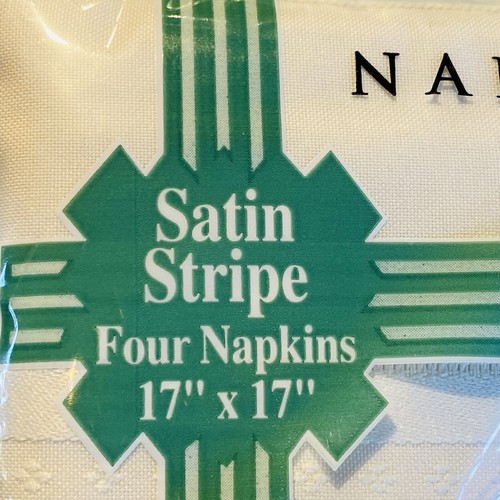 NA
Satin
Stripe
Four Napkins
17" x 17"